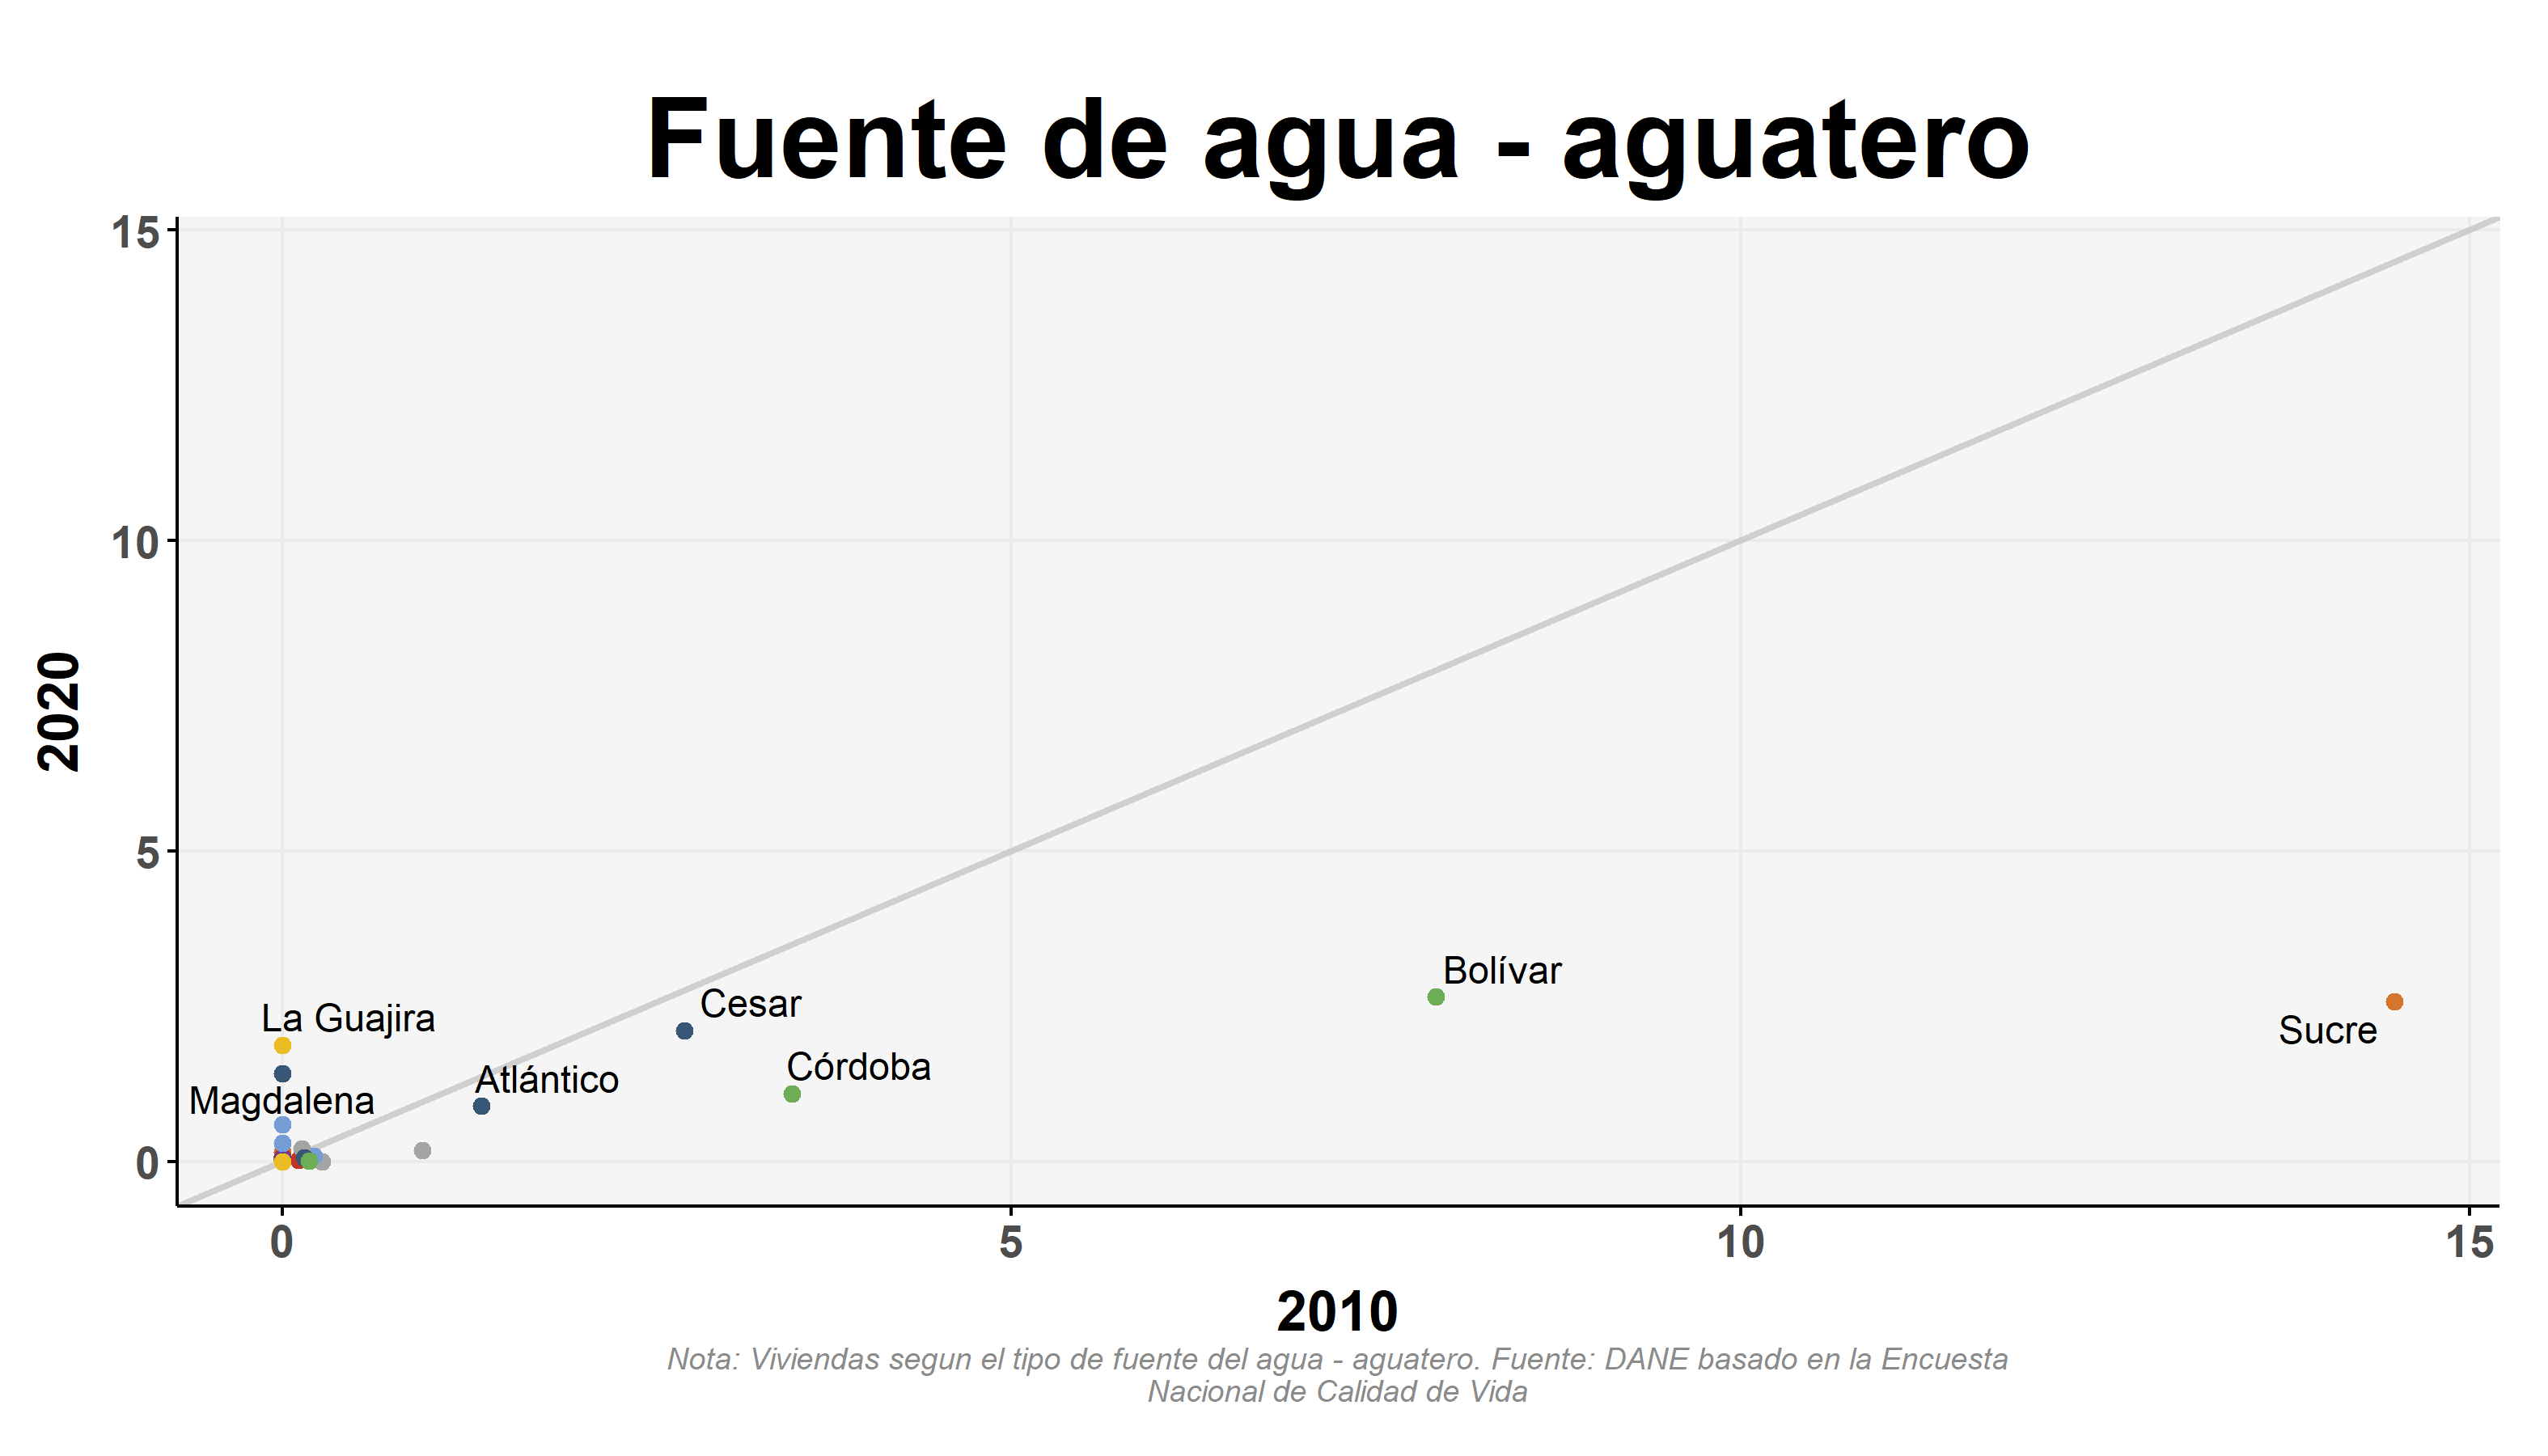 Fuente de agua - aguatero
15
10
5
0
2020
La Guajira
Magdalena
Atlántico
Cesar
Córdoba
Bolívar
Sucre
0
5
10
15
2010
Nota: Viviendas segun el tipo de fuente del agua - aguatero. Fuente: DANE basado en la Encuesta
Nacional de Calidad de Vida